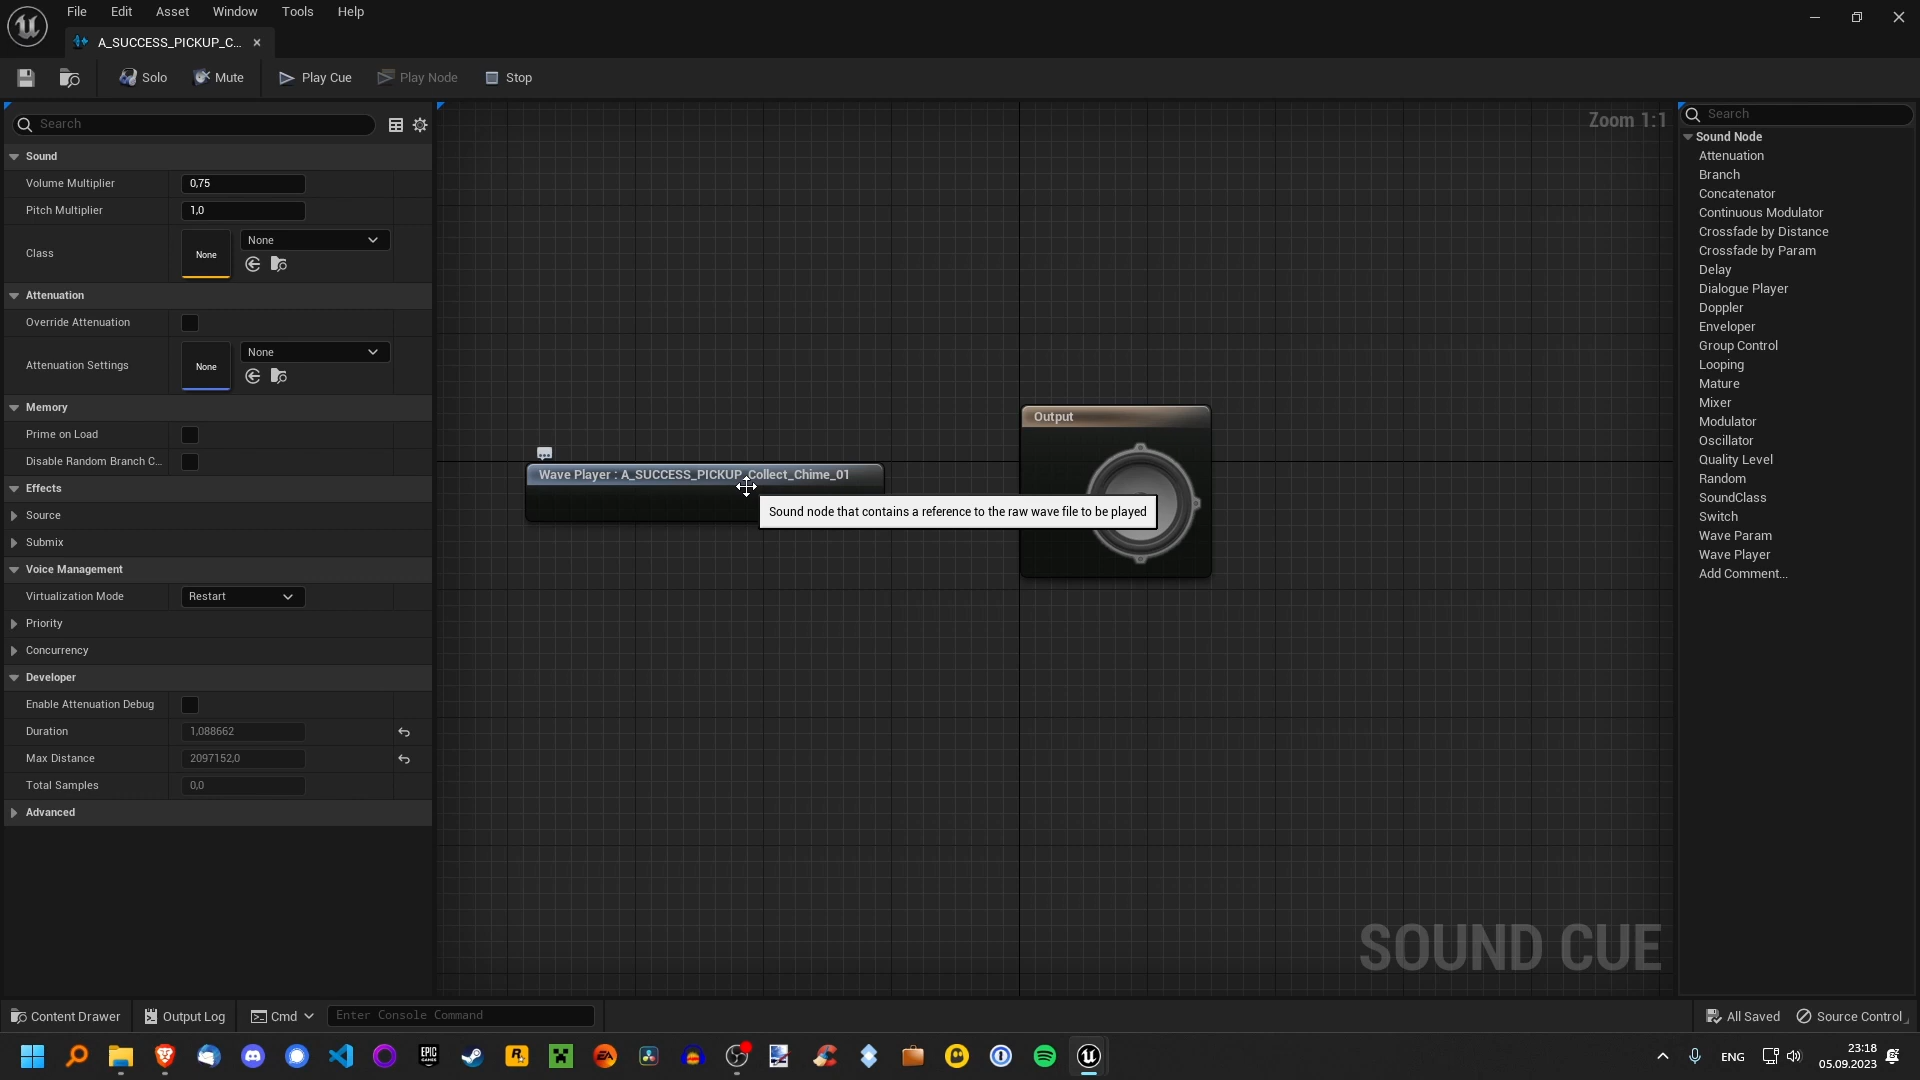 File Edit Asset Window Tools Help
A_SUCCESS_PICKUP_C...
Solo Mute Play Cue Play Node Stop
Search
Sound
Volume Multiplier 0,75
Pitch Multiplier 1,0
Class None None
Attenuation
Override Attenuation
Attenuation Settings None None
Memory
Prime on Load
Disable Random Branch C...
Effects
Source
Submix
Voice Management
Virtualization Mode Restart
Priority
Concurrency
Developer
Enable Attenuation Debug
Duration 1,088662
Max Distance 2097152,0
Total Samples 0,0
Advanced
Zoom 1:1
Output
Wave Player : A_SUCCESS_PICKUP_Collect_Chime_01
Sound node that contains a reference to the raw wave file to be played
SOUND CUE
Search
Sound Node
Attenuation
Branch
Concatenator
Continuous Modulator
Crossfade by Distance
Crossfade by Param
Delay
Dialogue Player
Doppler
Enveloper
Group Control
Looping
Mature
Mixer
Modulator
Oscillator
Quality Level
Random
SoundClass
Switch
Wave Param
Wave Player
Add Comment...
Content Drawer Output Log Cmd Enter Console Command All Saved Source Control
EPIC GAMES
R
EA
ENG
23:18
05.09.2023